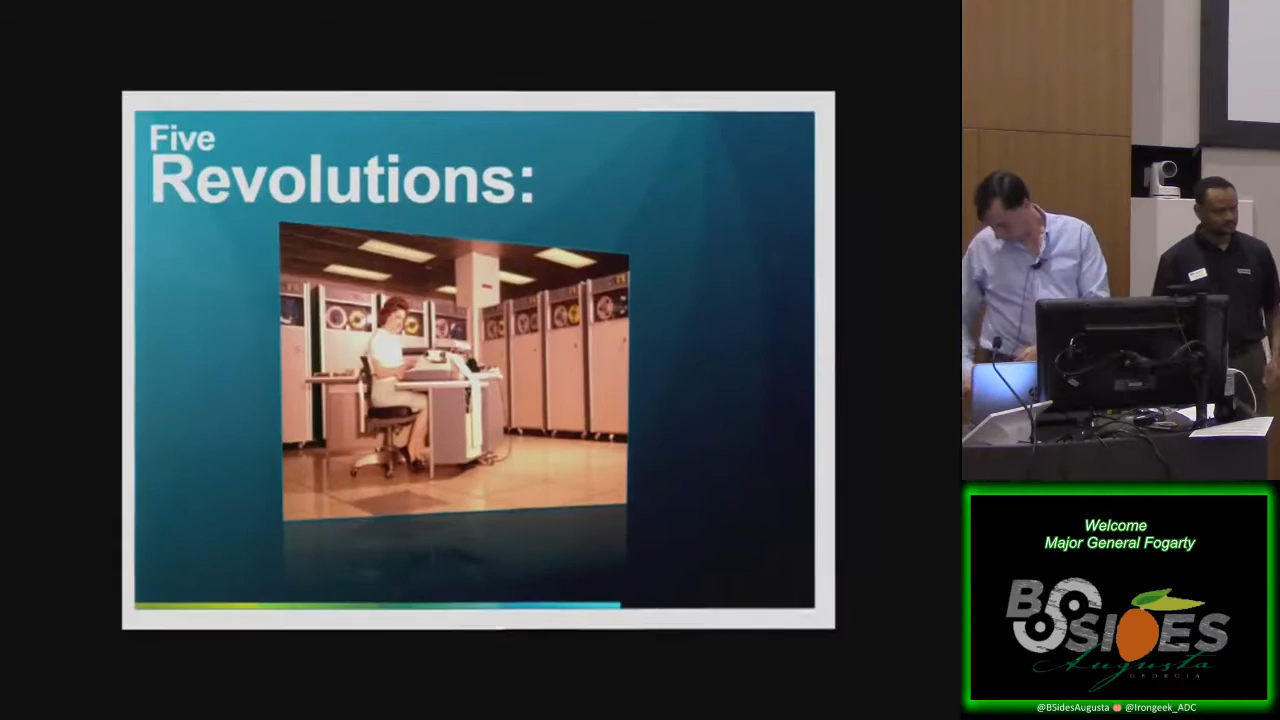 Five
Revolutions:
Welcome
Major General Fogarty
BSIDES
Augusta
GEORGIA
@BSidesAugusta @Irongeek_ADC